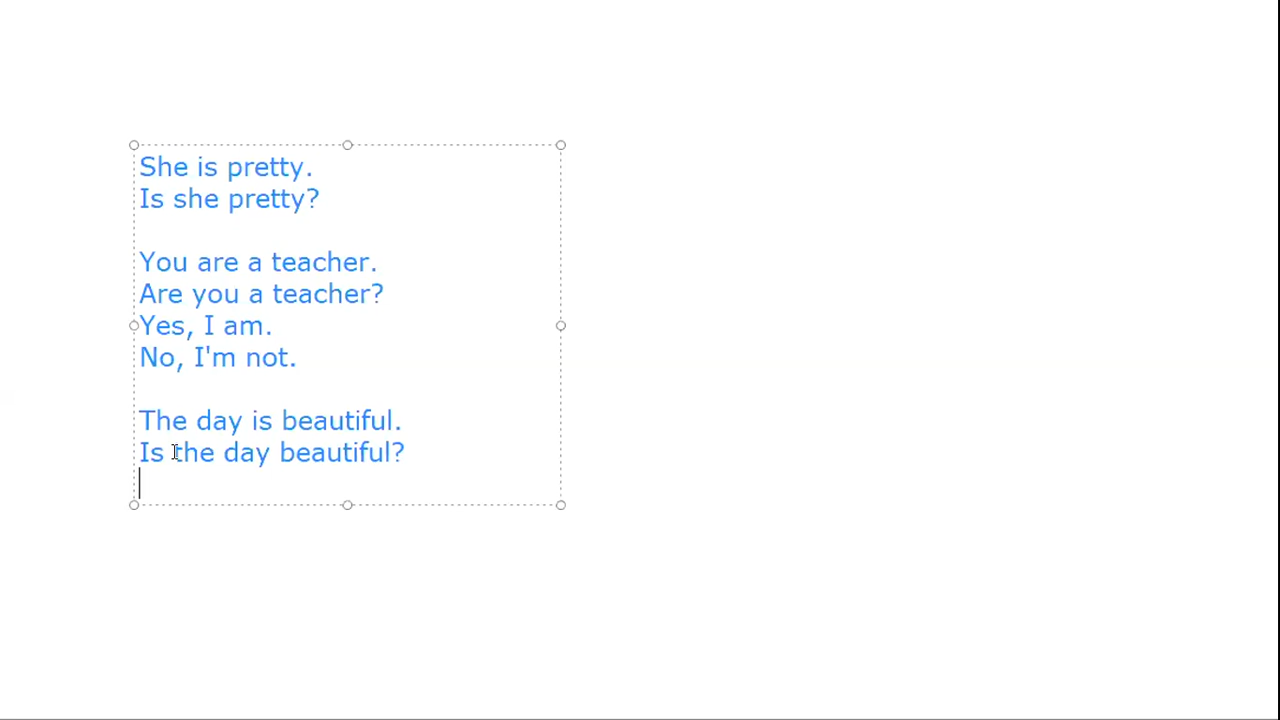 She is pretty.
Is she pretty?
You are a teacher.
Are you a teacher?
Yes, I am.
No, I'm not.
The day is beautiful.
Is the day beautiful?